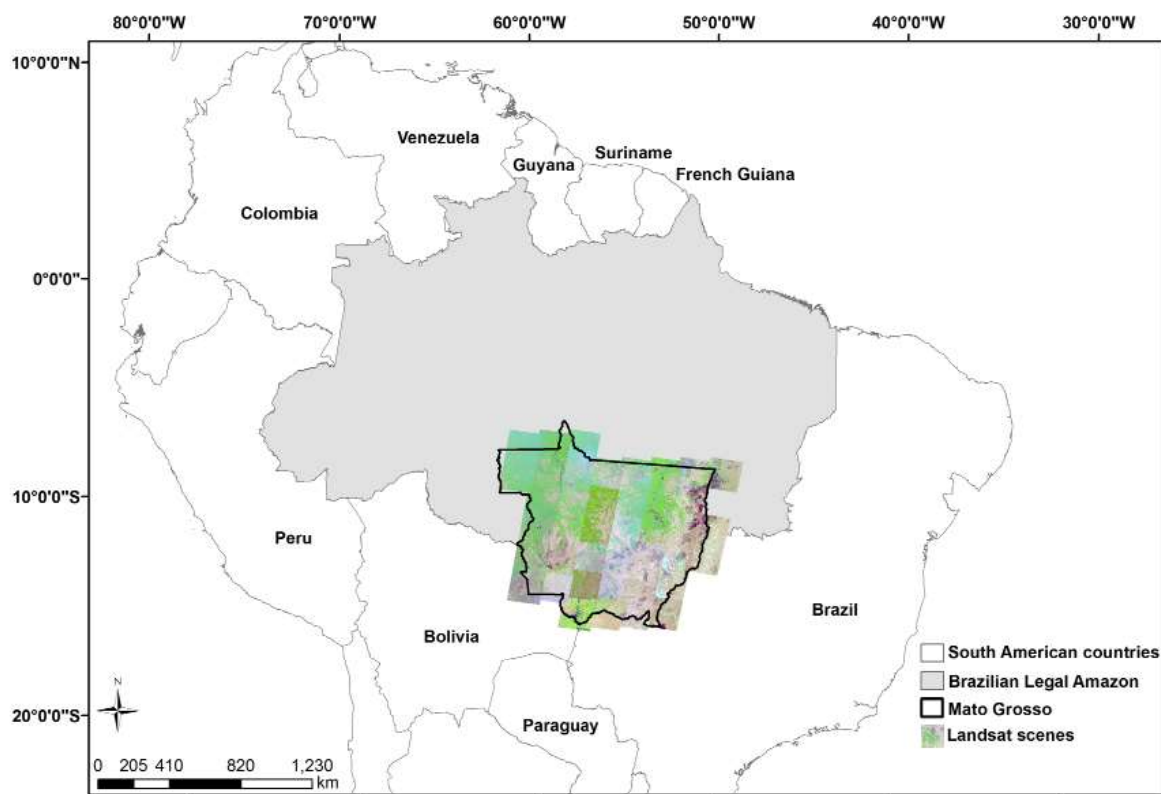 80°0'0"W 70°0'0"W 60°0'0"W 50°0'0"W 40°0'0"W 30°0'0"W
10°0'0"N
Venezuela
Suriname
Guyana
French Guiana
Colombia
0°0'0"
10°0'0"S
Peru
Brazil
Bolivia
South American countries
Brazilian Legal Amazon
N
Mato Grosso
20°0'0"S
Paraguay
Landsat scenes
0 205 410 820 1,230
km